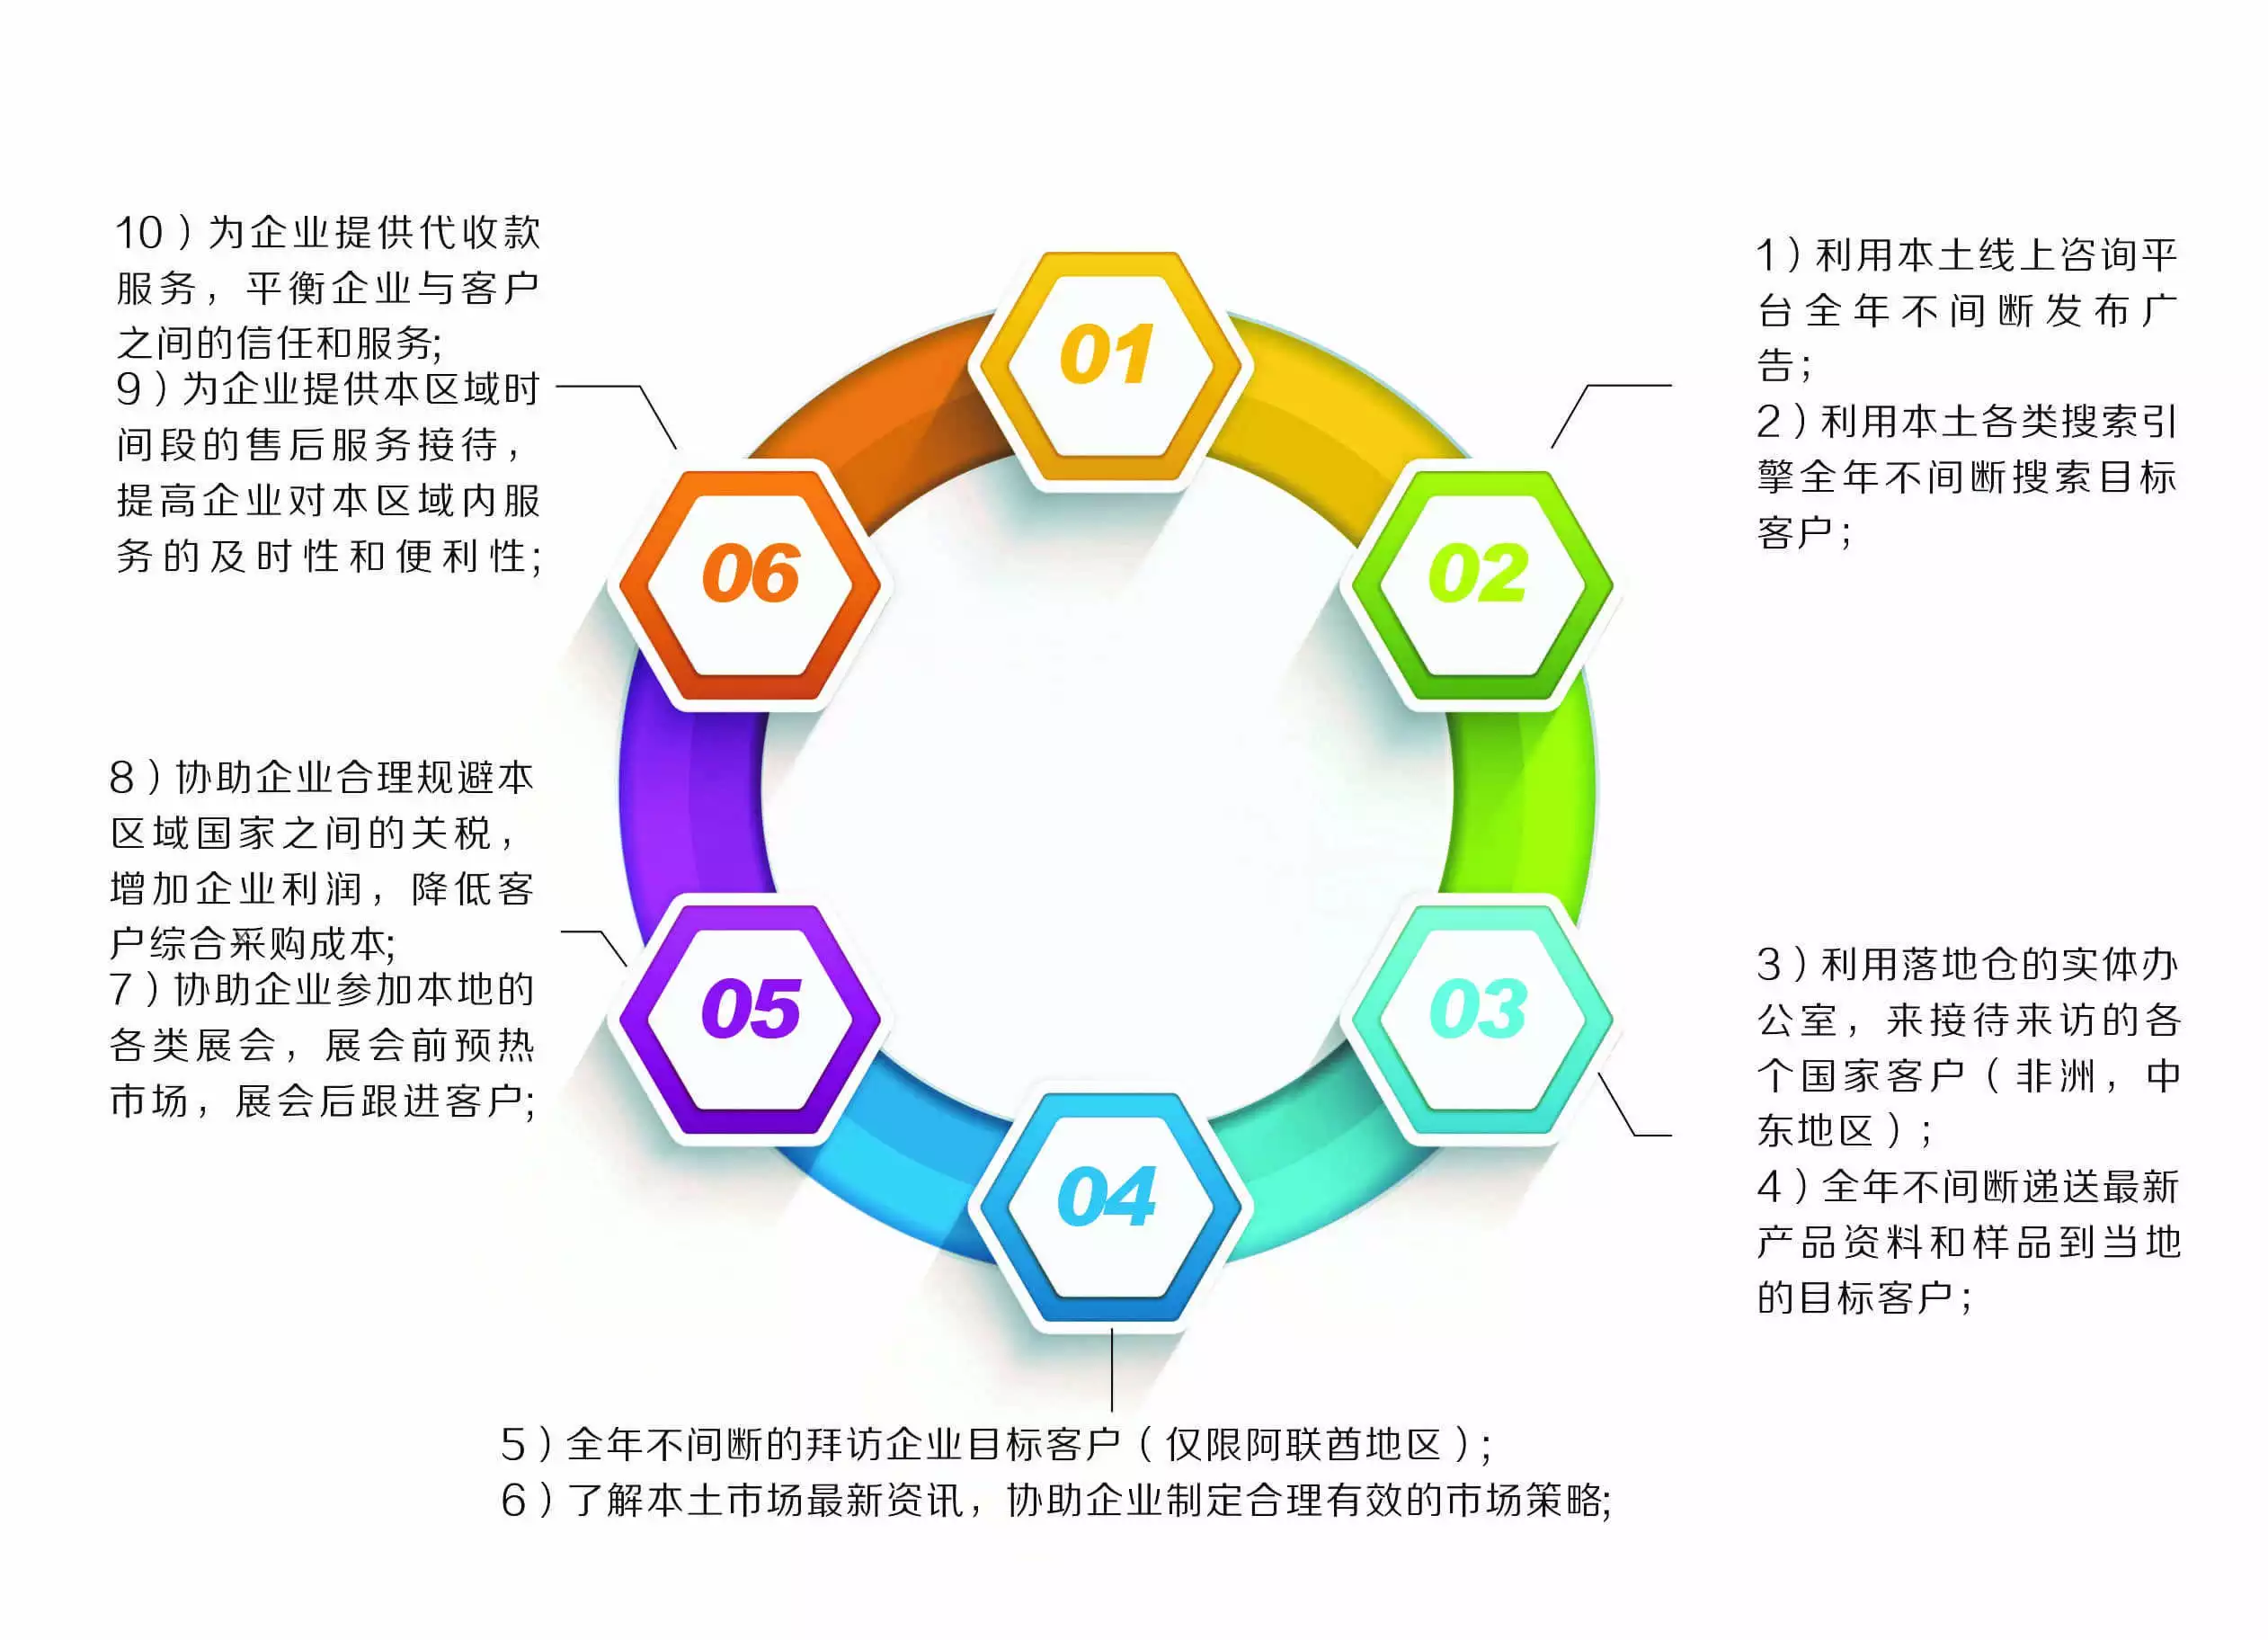 10）为企业提供代收款
服务，平衡企业与客户
之间的信任和服务;
9）为企业提供本区域时
间段的售后服务接待，
提高企业对本区域内服
务的及时性和便利性;
01
1）利用本土线上咨询平
台全年不间断发布广
告；
2）利用本土各类搜索引
擎全年不间断搜索目标
客户；
06
02
8）协助企业合理规避本
区域国家之间的关税，
增加企业利润，降低客
户综合采购成本;
7）协助企业参加本地的
各类展会，展会前预热
市场，展会后跟进客户;
05
03
3）利用落地仓的实体办
公室，来接待来访的各
个国家客户（非洲，中
东地区）；
4）全年不间断递送最新
产品资料和样品到当地
的目标客户；
04
5）全年不间断的拜访企业目标客户（仅限阿联酋地区）；
6）了解本土市场最新资讯，协助企业制定合理有效的市场策略;